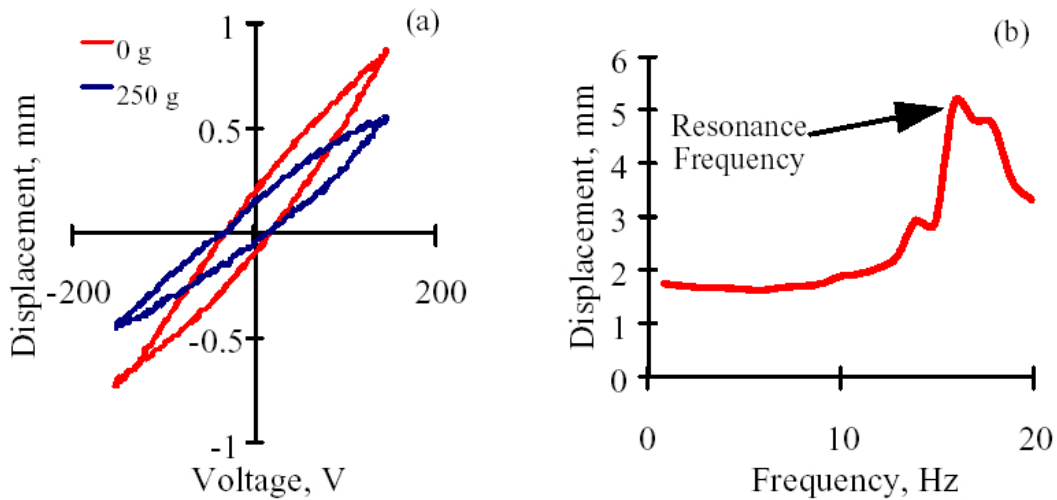 (a)
1
0 g
250 g
0.5
-200
200
-0.5
-1
Displacement, mm
Voltage, V
(b)
6
5
4
3
2
1
0
Resonance
Frequency
0
10
20
Displacement, mm
Frequency, Hz